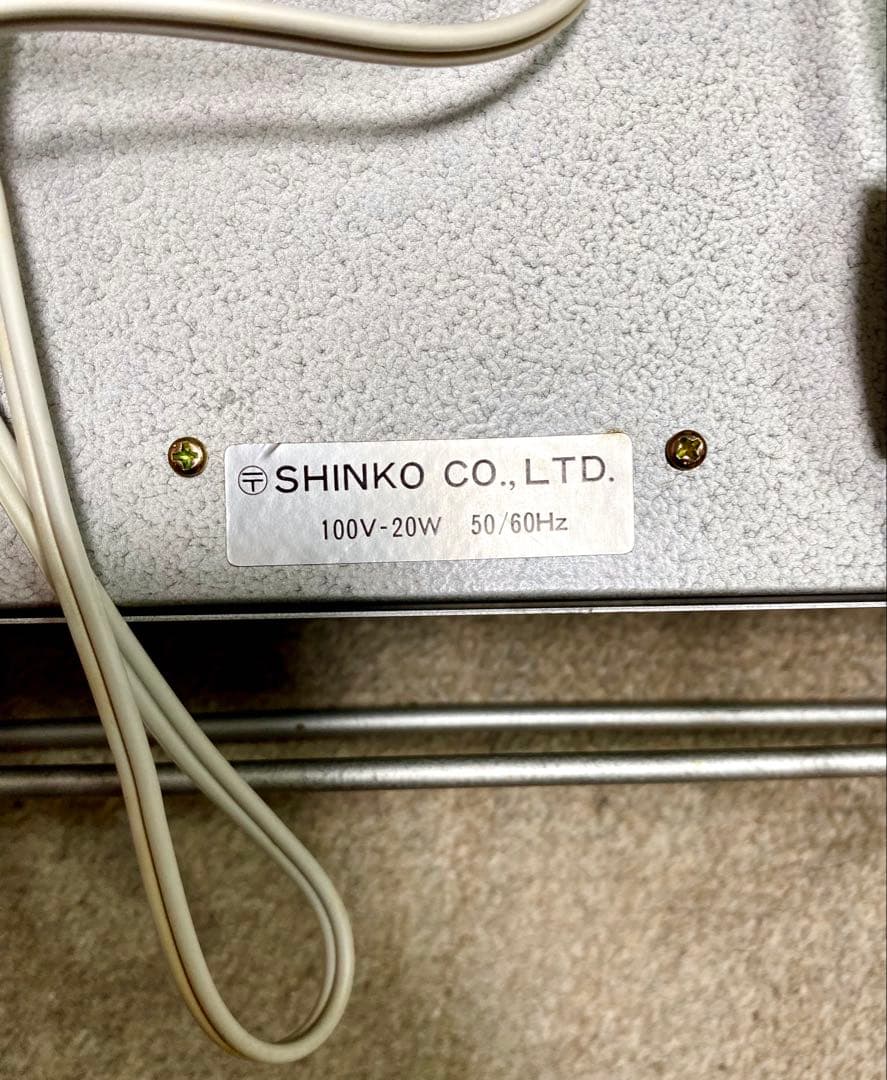 〶SHINKO CO., LTD.
100V-20W 50/60Hz